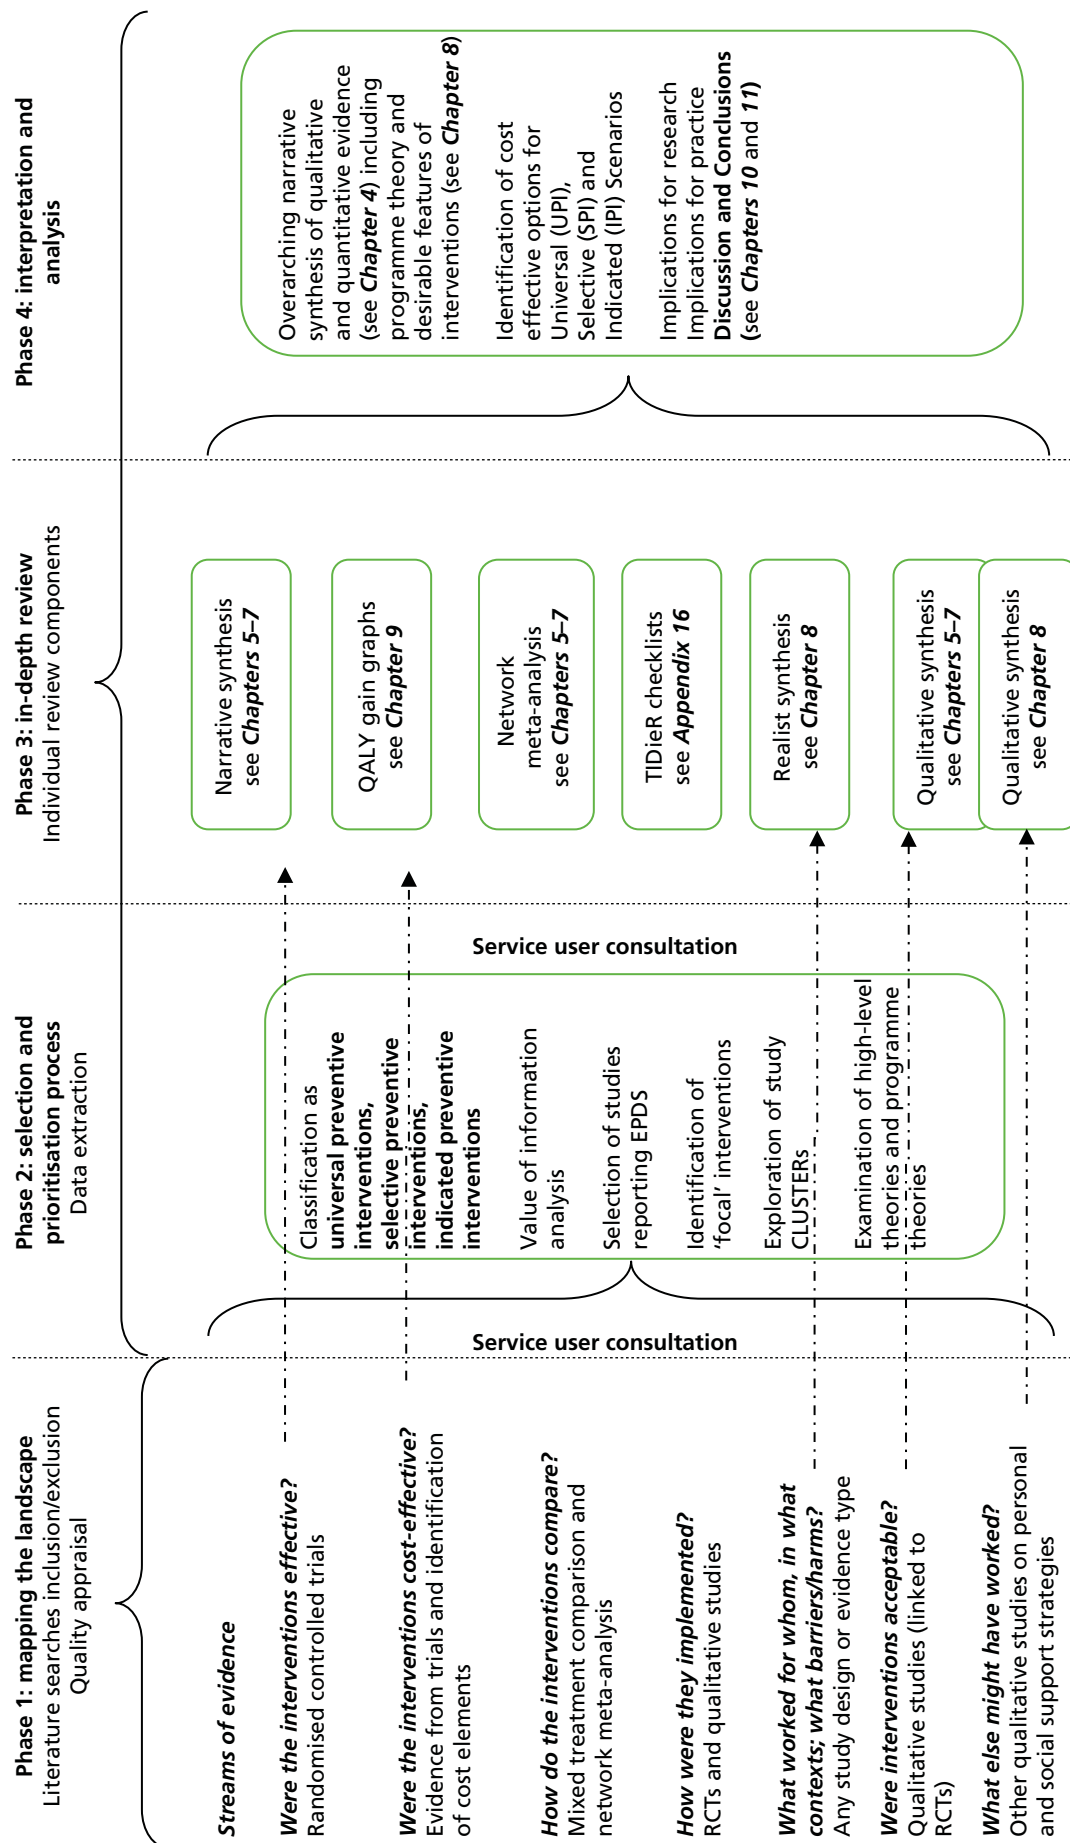 Phase 1: mapping the landscape
Literature searches inclusion/exclusion
Quality appraisal
Streams of evidence
Were the interventions effective?
Randomised controlled trials
Were the interventions cost-effective?
Evidence from trials and identification
of cost elements
How do the interventions compare?
Mixed treatment comparison and
network meta-analysis
How were they implemented?
RCTs and qualitative studies
What worked for whom, in what
contexts; what barriers/harms?
Any study design or evidence type
Were interventions acceptable?
Qualitative studies (linked to
RCTs)
What else might have worked?
Other qualitative studies on personal
and social support strategies
Phase 2: selection and
prioritisation process
Data extraction
Service user consultation
Classification as
universal preventive
interventions,
selective preventive
interventions,
indicated preventive
interventions
Value of information
analysis
Selection of studies
reporting EPDS
Identification of
'focal' interventions
Exploration of study
CLUSTERs
Examination of high-level
theories and programme
theories
Service user consultation
Phase 3: in-depth review
Individual review components
Narrative synthesis
see Chapters 5–7
QALY gain graphs
see Chapter 9
Network
meta-analysis
see Chapters 5–7
TIDieR checklists
see Appendix 16
Realist synthesis
see Chapter 8
Qualitative synthesis
see Chapters 5–7
Qualitative synthesis
see Chapter 8
Phase 4: interpretation and
analysis
Overarching narrative
synthesis of qualitative
and quantitative evidence
(see Chapter 4) including
programme theory and
desirable features of
interventions (see Chapter 8)
Identification of cost
effective options for
Universal (UPI),
Selective (SPI) and
Indicated (IPI) Scenarios
Implications for research
Implications for practice
Discussion and Conclusions
(see Chapters 10 and 11)